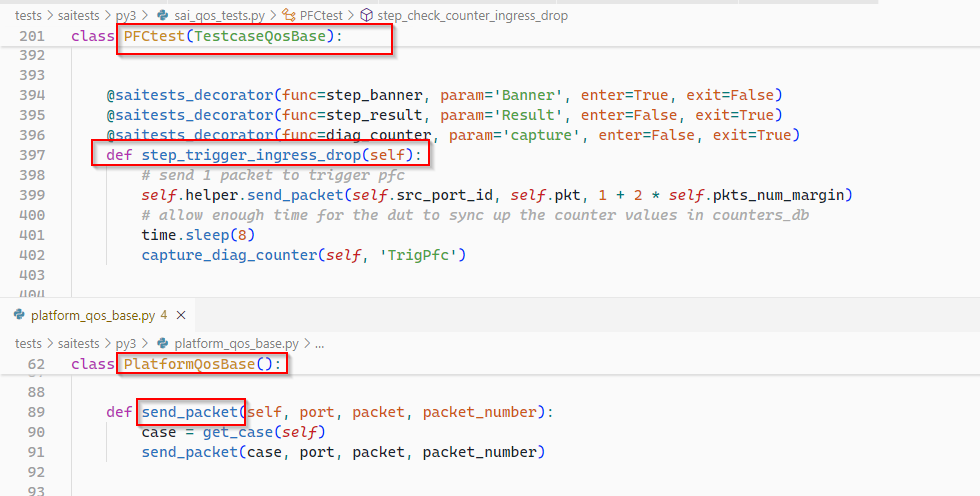 tests > saitests > py3 > sai_qos_tests.py > PFCtest > step_check_counter_ingress_drop
201 class PFCtest(TestcaseQosBase):
392
393
394 @saitests_decorator(func=step_banner, param='Banner', enter=True, exit=False)
395 @saitests_decorator(func=step_result, param='Result', enter=False, exit=True)
396 @saitests_decorator(func=diag_counter, param='capture', enter=False, exit=True)
397 def step_trigger_ingress_drop(self):
398 # send 1 packet to trigger pfc
399 self.helper.send_packet(self.src_port_id, self.pkt, 1 + 2 * self.pkts_num_margin)
400 # allow enough time for the dut to sync up the counter values in counters_db
401 time.sleep(8)
402 capture_diag_counter(self, 'TrigPfc')
403
404
platform_qos_base.py 4 ×
tests > saitests > py3 > platform_qos_base.py > ...
62 class PlatformQosBase():
88
89 def send_packet(self, port, packet, packet_number):
90 case = get_case(self)
91 send_packet(case, port, packet, packet_number)
92
93